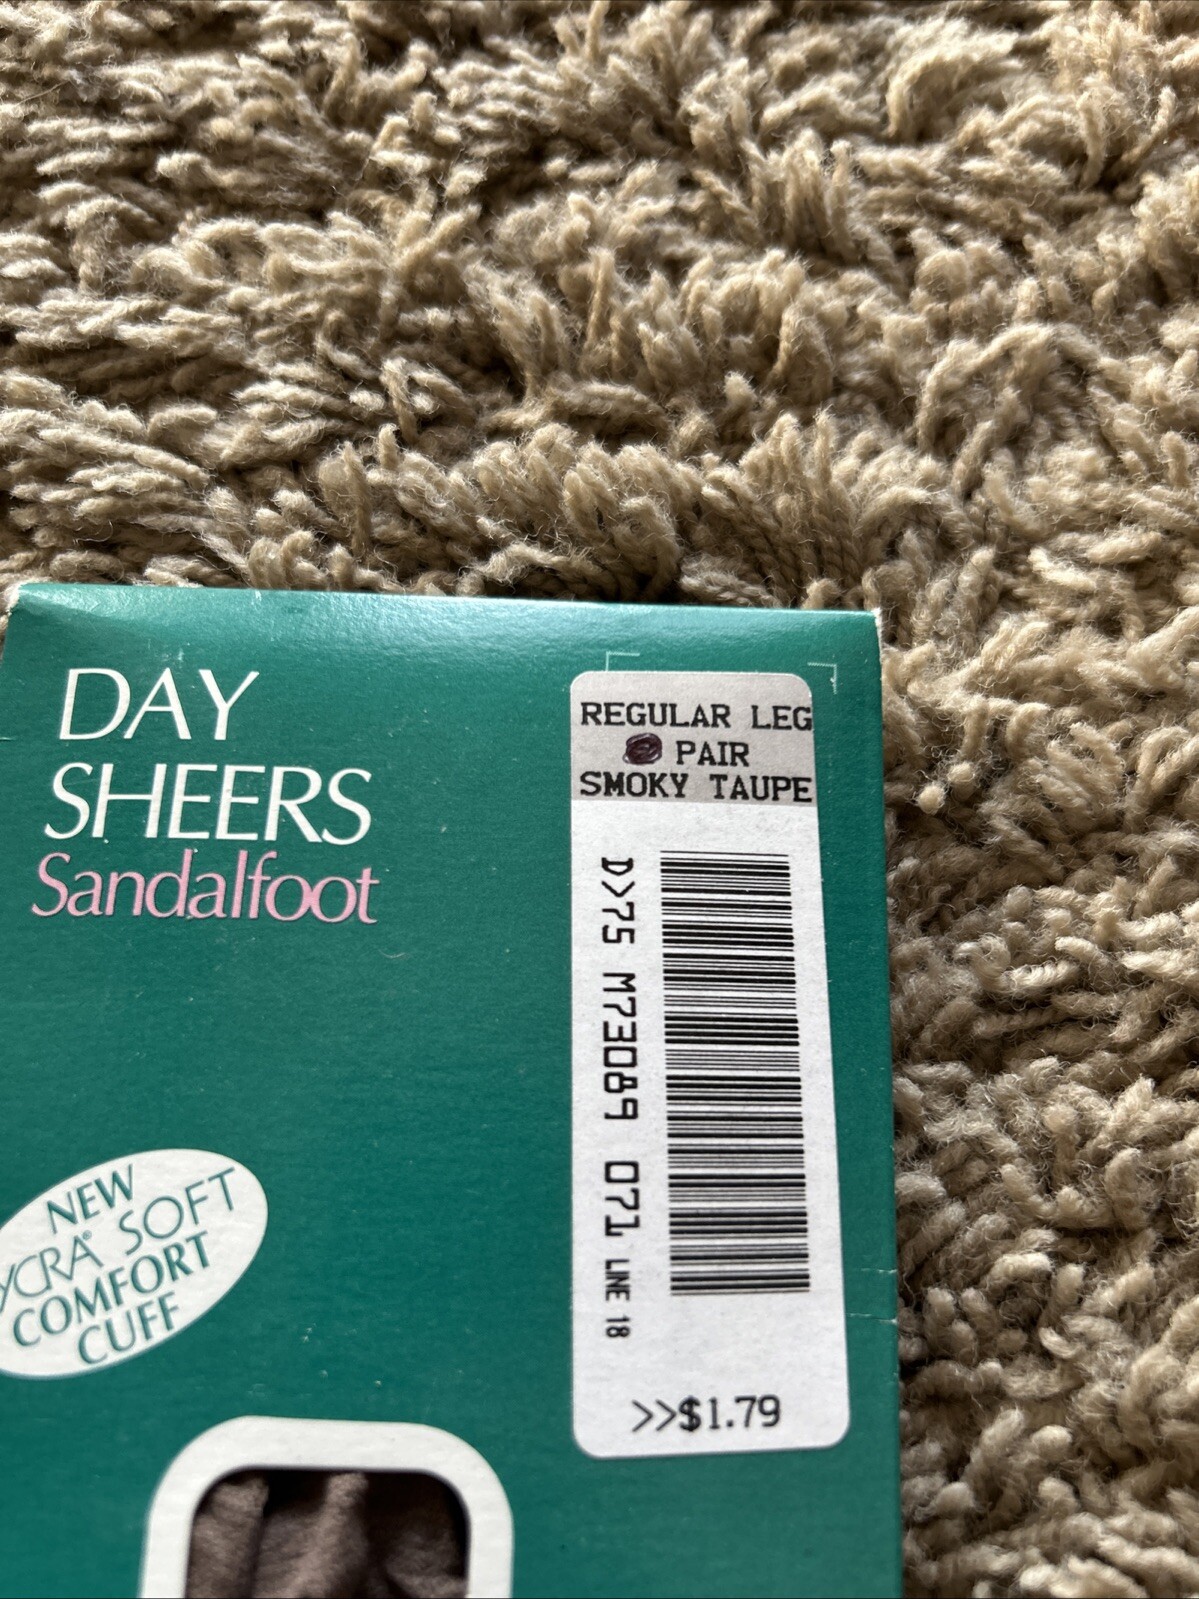 DAY
SHEERS
Sandalfoot
REGULAR LEG
PAIR
SMOKY TAUPE
D>75 M73089 071 LINE 18
>>$1.79
NEW
YCRA® SOFT
COMFORT
CUFF